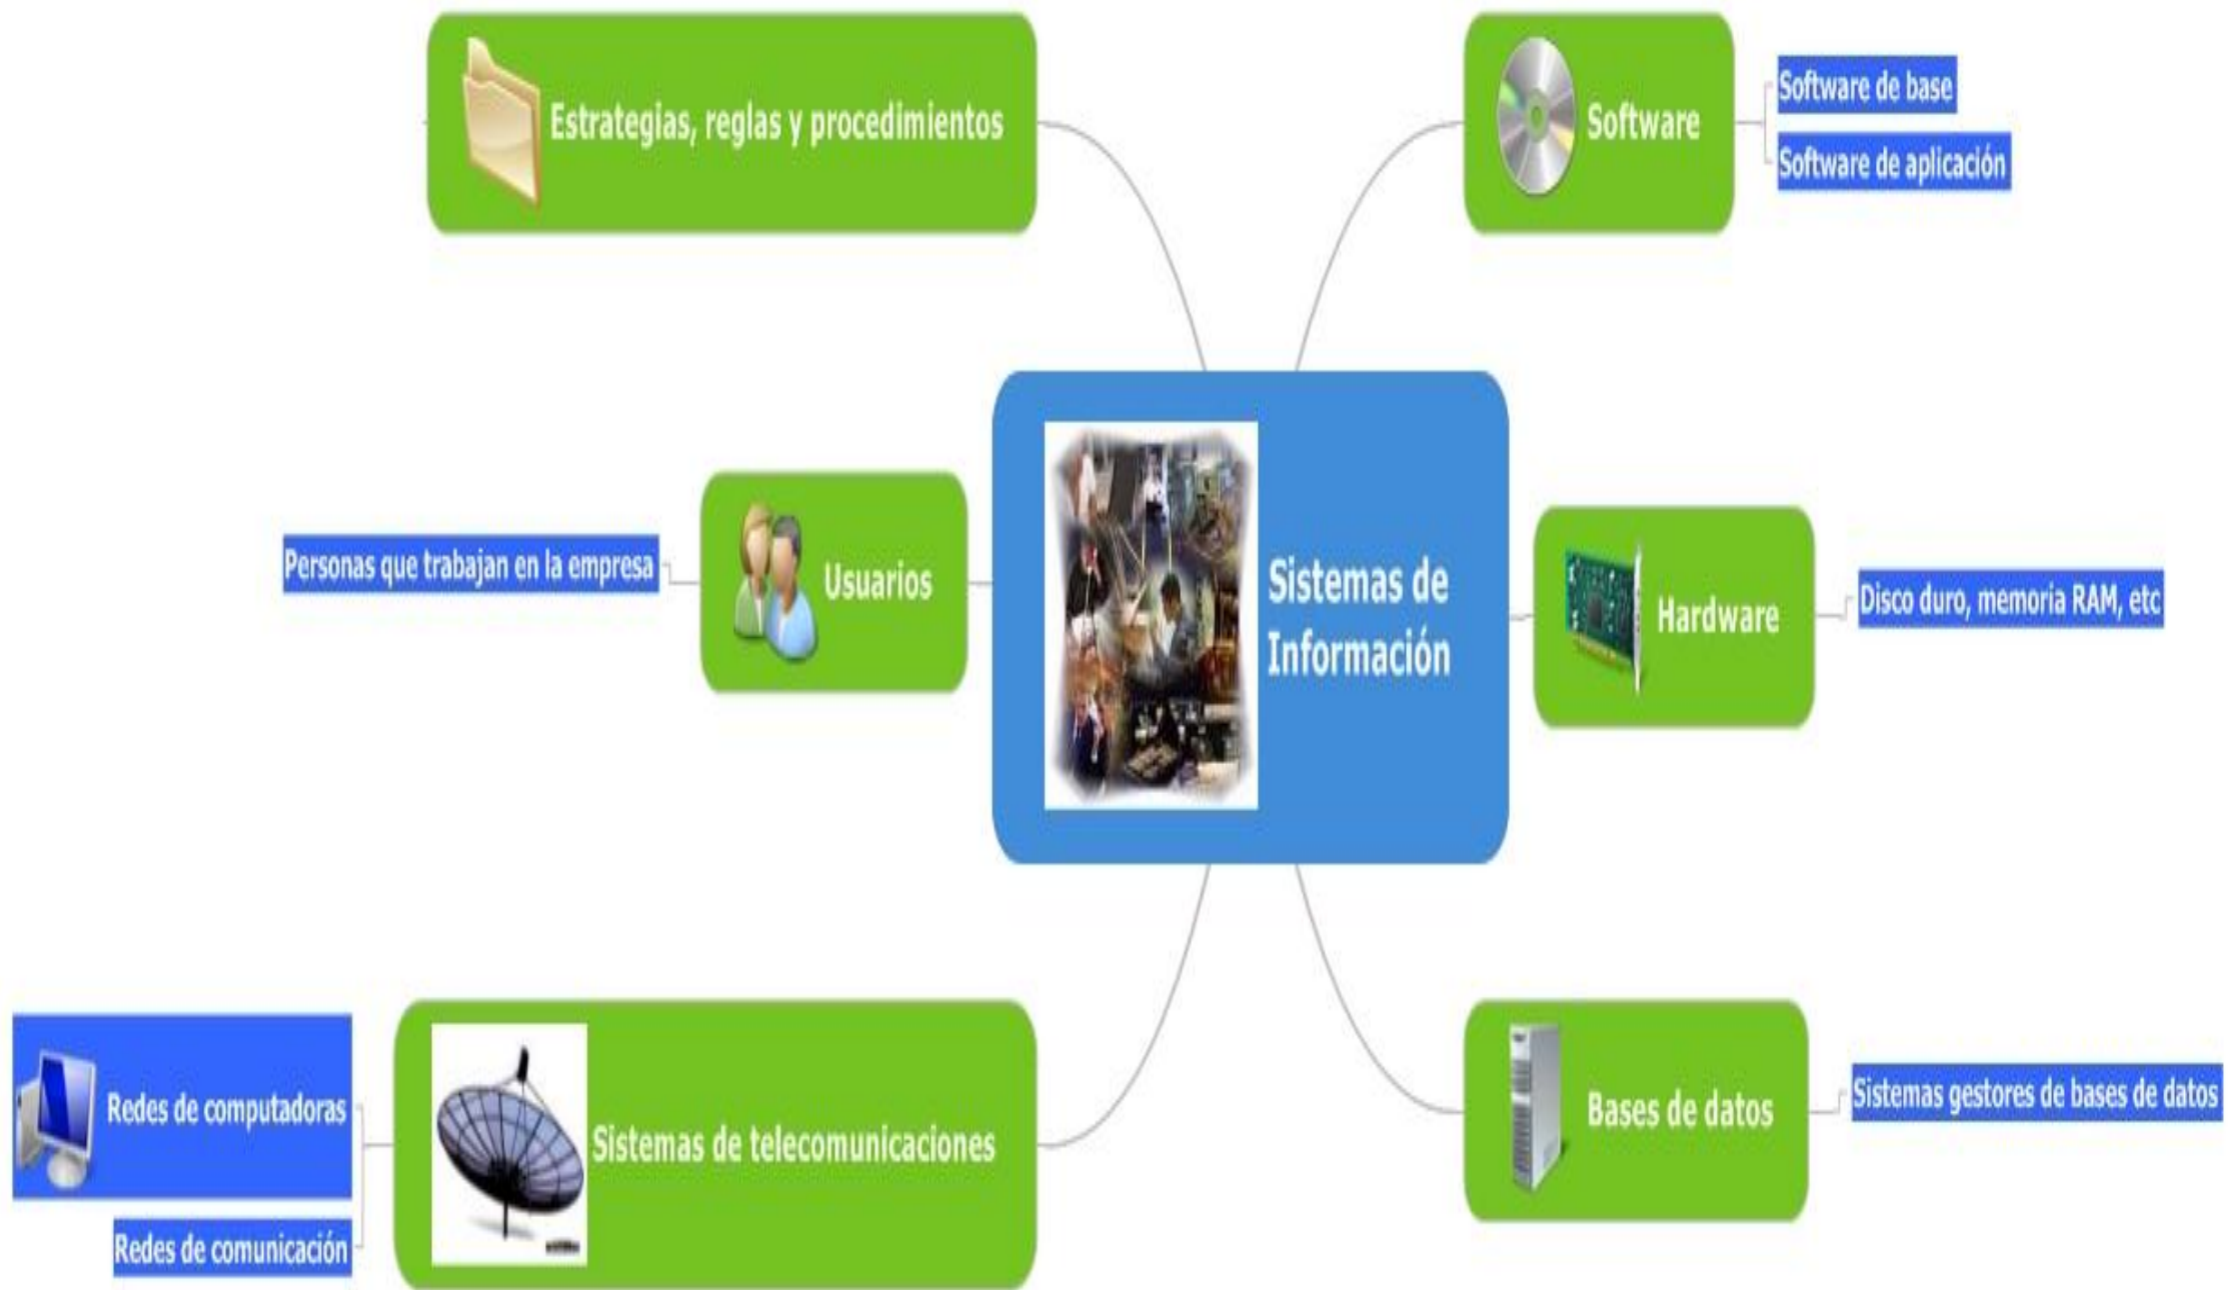 Estrategias, reglas y procedimientos
Software
Software de base
Software de aplicación
Personas que trabajan en la empresa
Usuarios
Sistemas de
Información
Hardware
Disco duro, memoria RAM, etc
Redes de computadoras
Redes de comunicación
Sistemas de telecomunicaciones
Bases de datos
Sistemas gestores de bases de datos